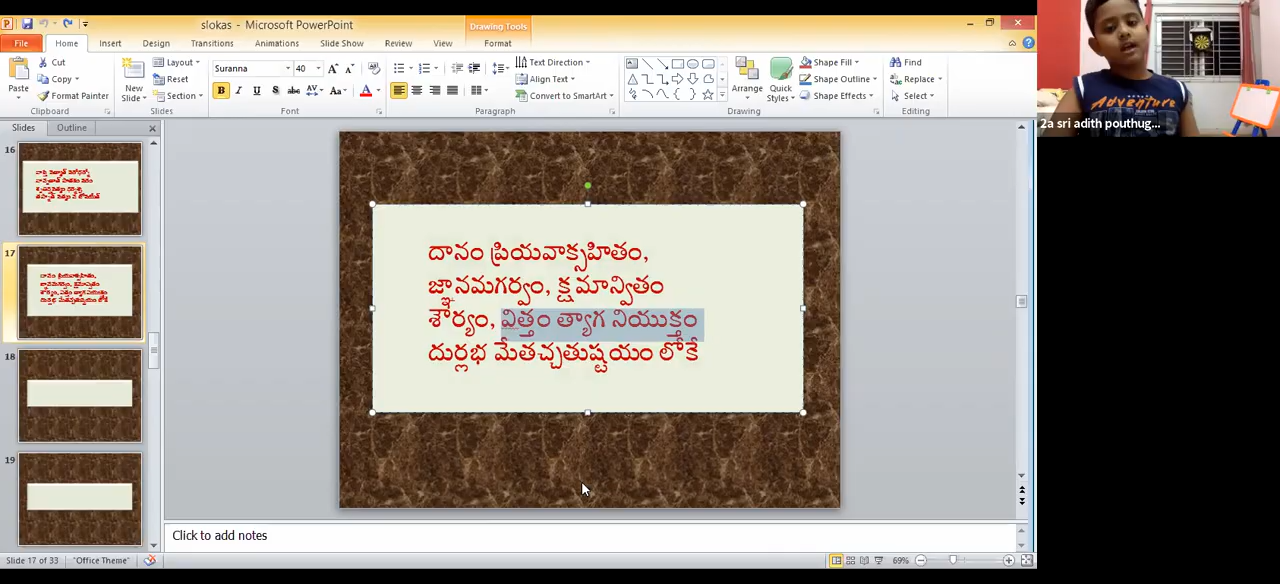 slokas - Microsoft PowerPoint
Drawing Tools
File Home Insert Design Transitions Animations Slide Show Review View Format
Paste
Cut
Copy
Format Painter
Clipboard
New Slide
Layout
Reset
Section
Slides
Suranna 40
Font
Text Direction
Align Text
Convert to SmartArt
Paragraph
Arrange
Quick Styles
Shape Fill
Shape Outline
Shape Effects
Drawing
Find
Replace
Select
Editing
Adventure
2a sri adith pouthug...
Slides Outline
16
17
18
19
దానం ప్రియవాక్సహితం,
జ్ఞానమగర్వం, క్షమాన్వితం
శౌర్యం, విత్తం త్యాగ నియుక్తం
దుర్లభ మేతచ్చతుష్టయం లోకే
Click to add notes
Slide 17 of 33 "Office Theme" 69%